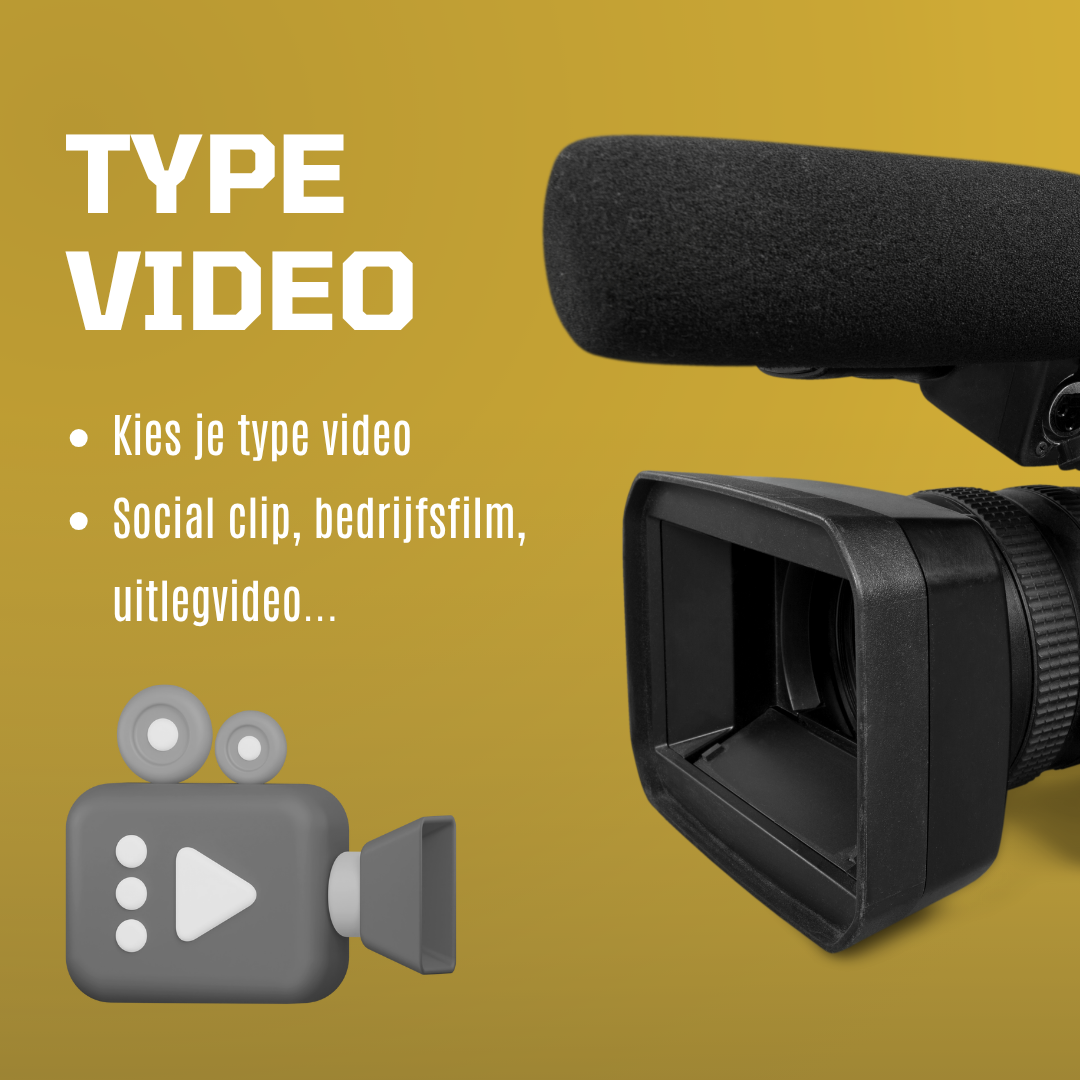 TYPE
VIDEO
• Kies je type video
• Social clip, bedrijfsfilm,
uitlegvideo...